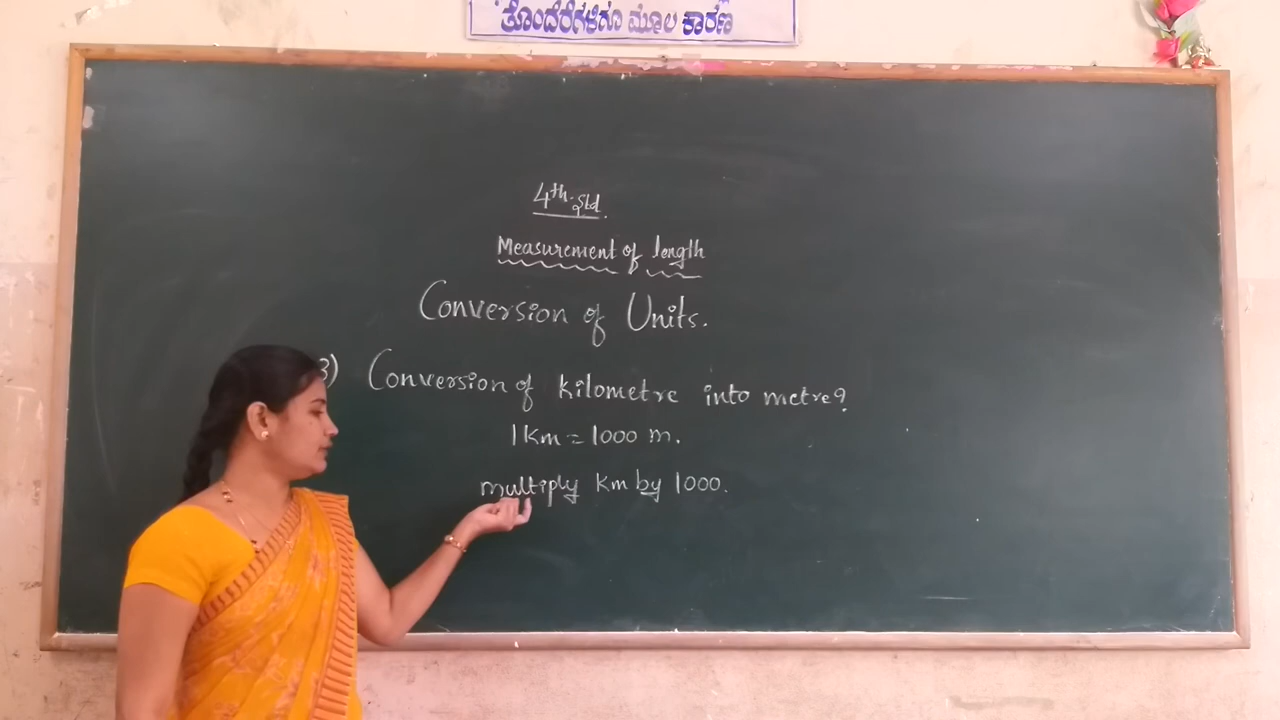 ತೊಂದರೆಗಳಿಗೂ ಮೂಲ ಕಾರಣ
4th. Std.
Measurement of length
Conversion of Units.
3) Conversion of kilometre into metre?
1 Km = 1000 m.
multiply km by 1000.